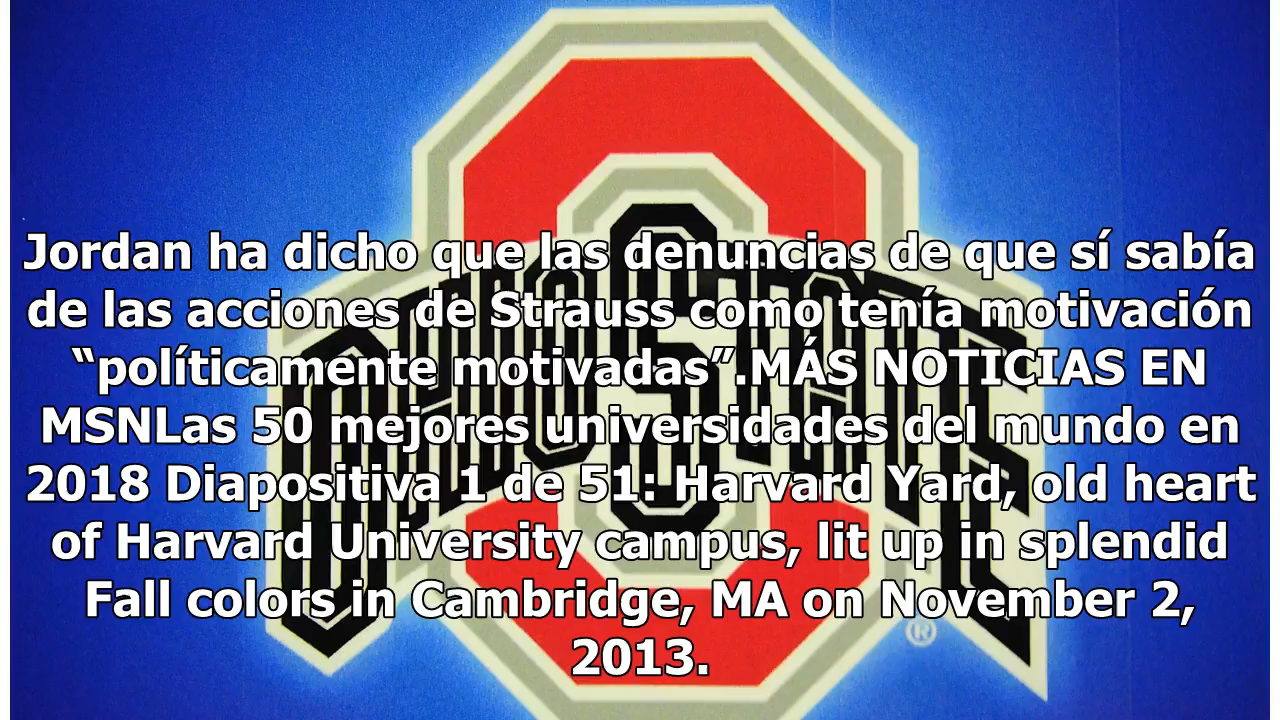 Jordan ha dicho que las denuncias de que sí sabía
de las acciones de Strauss como tenía motivación
“políticamente motivadas”.MÁS NOTICIAS EN
MSNLas 50 mejores universidades del mundo en
2018 Diapositiva 1 de 51: Harvard Yard, old heart
of Harvard University campus, lit up in splendid
Fall colors in Cambridge, MA on November 2,
2013.
OHIO STATE
®